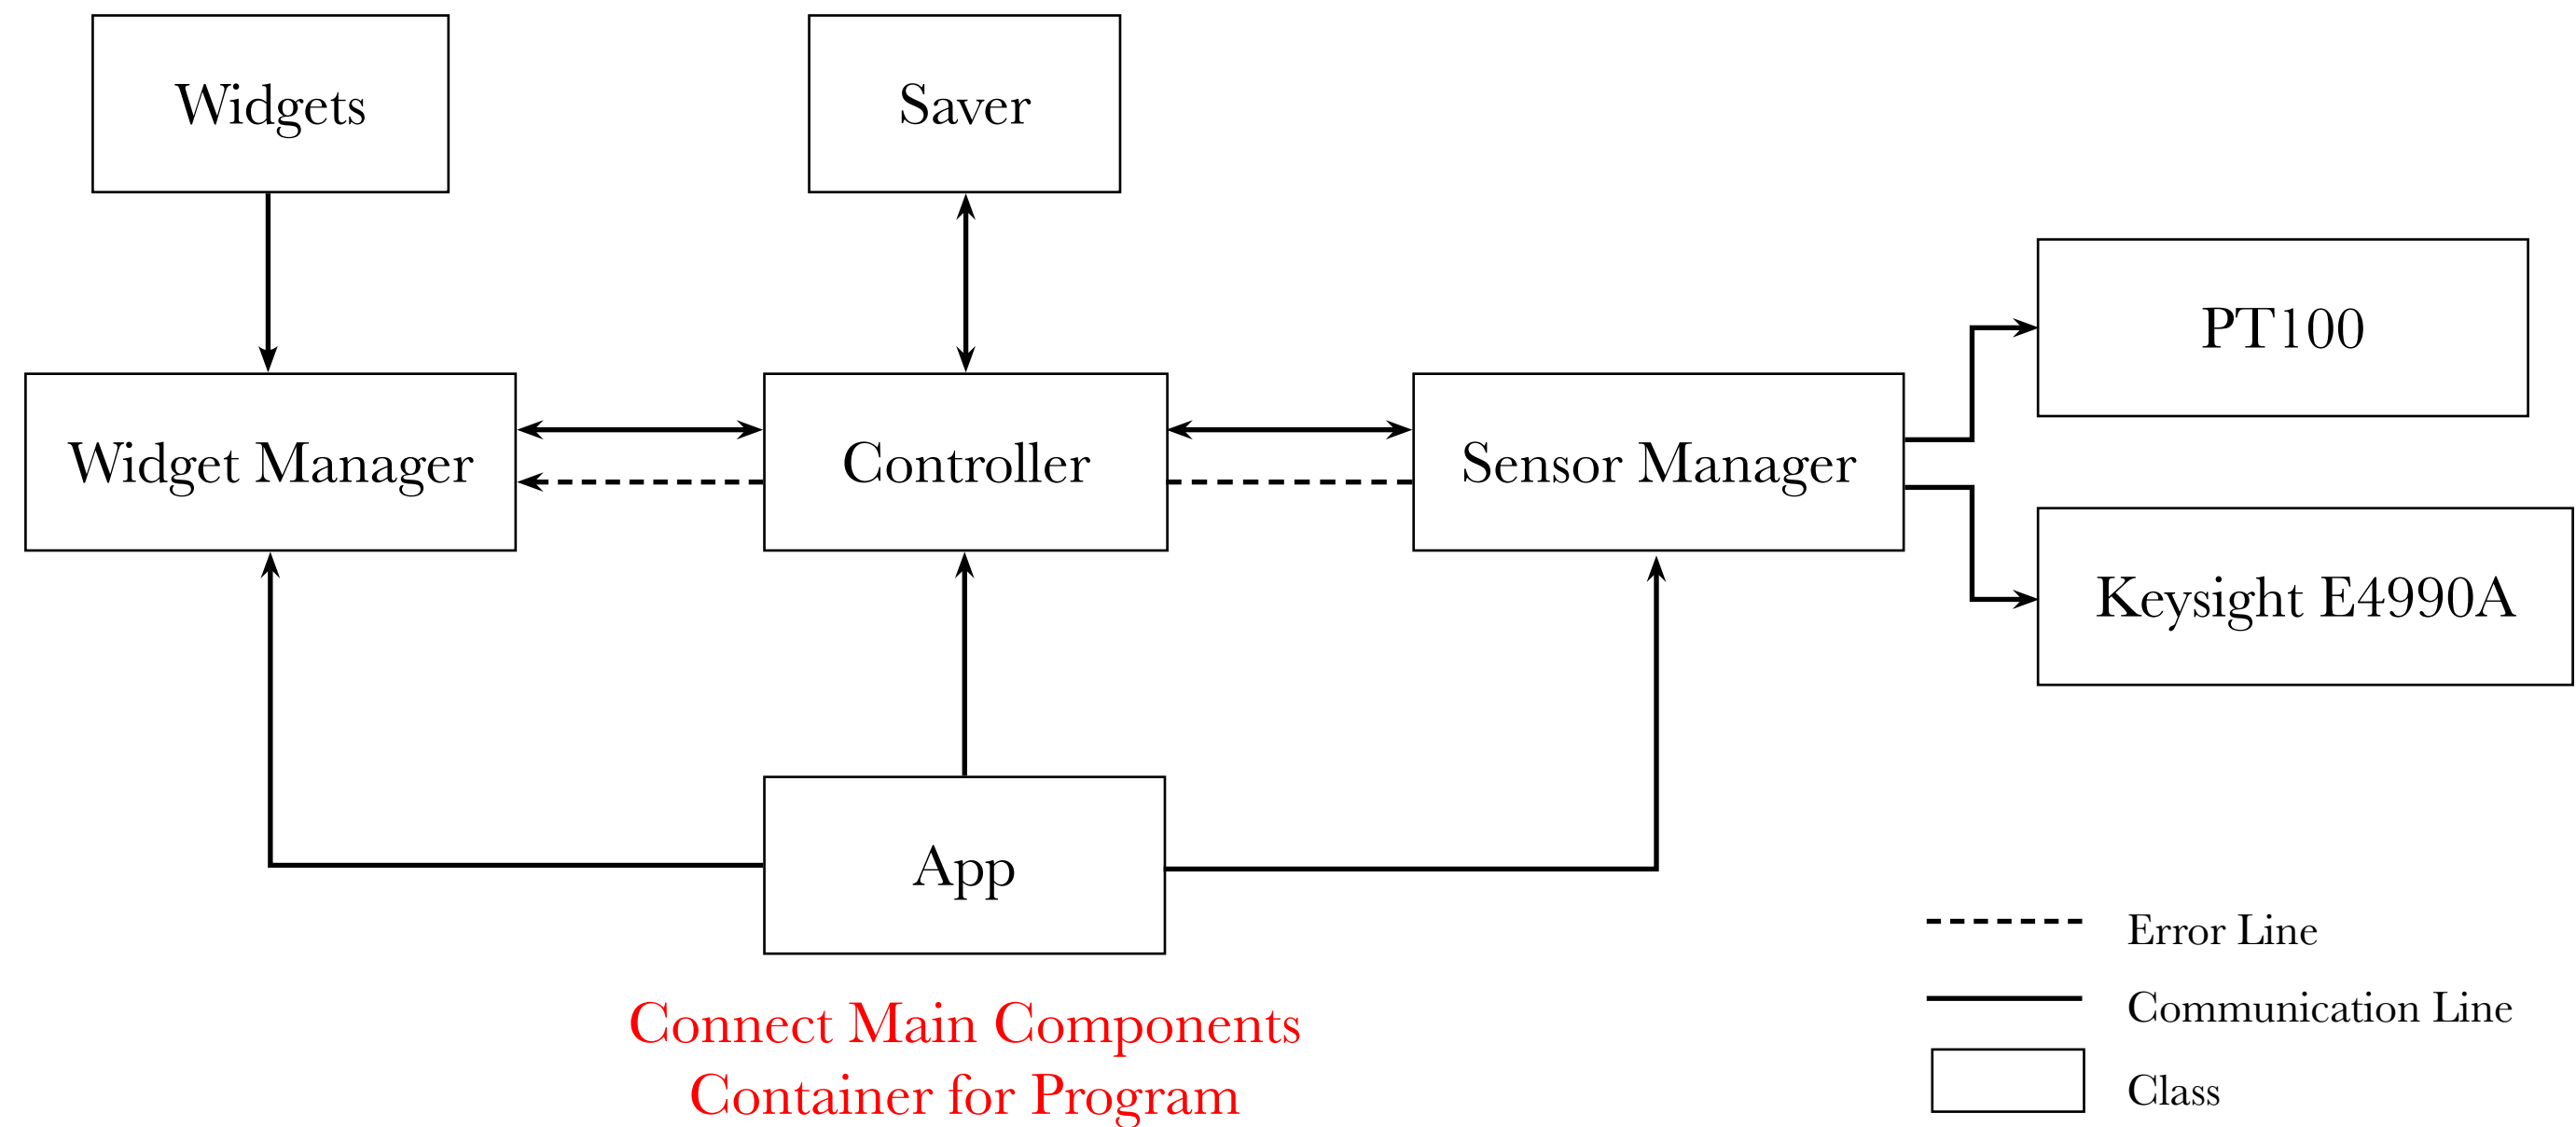 Widgets
Saver
PT100
Widget Manager
Controller
Sensor Manager
Keysight E4990A
App
Connect Main Components
Container for Program
Error Line
Communication Line
Class